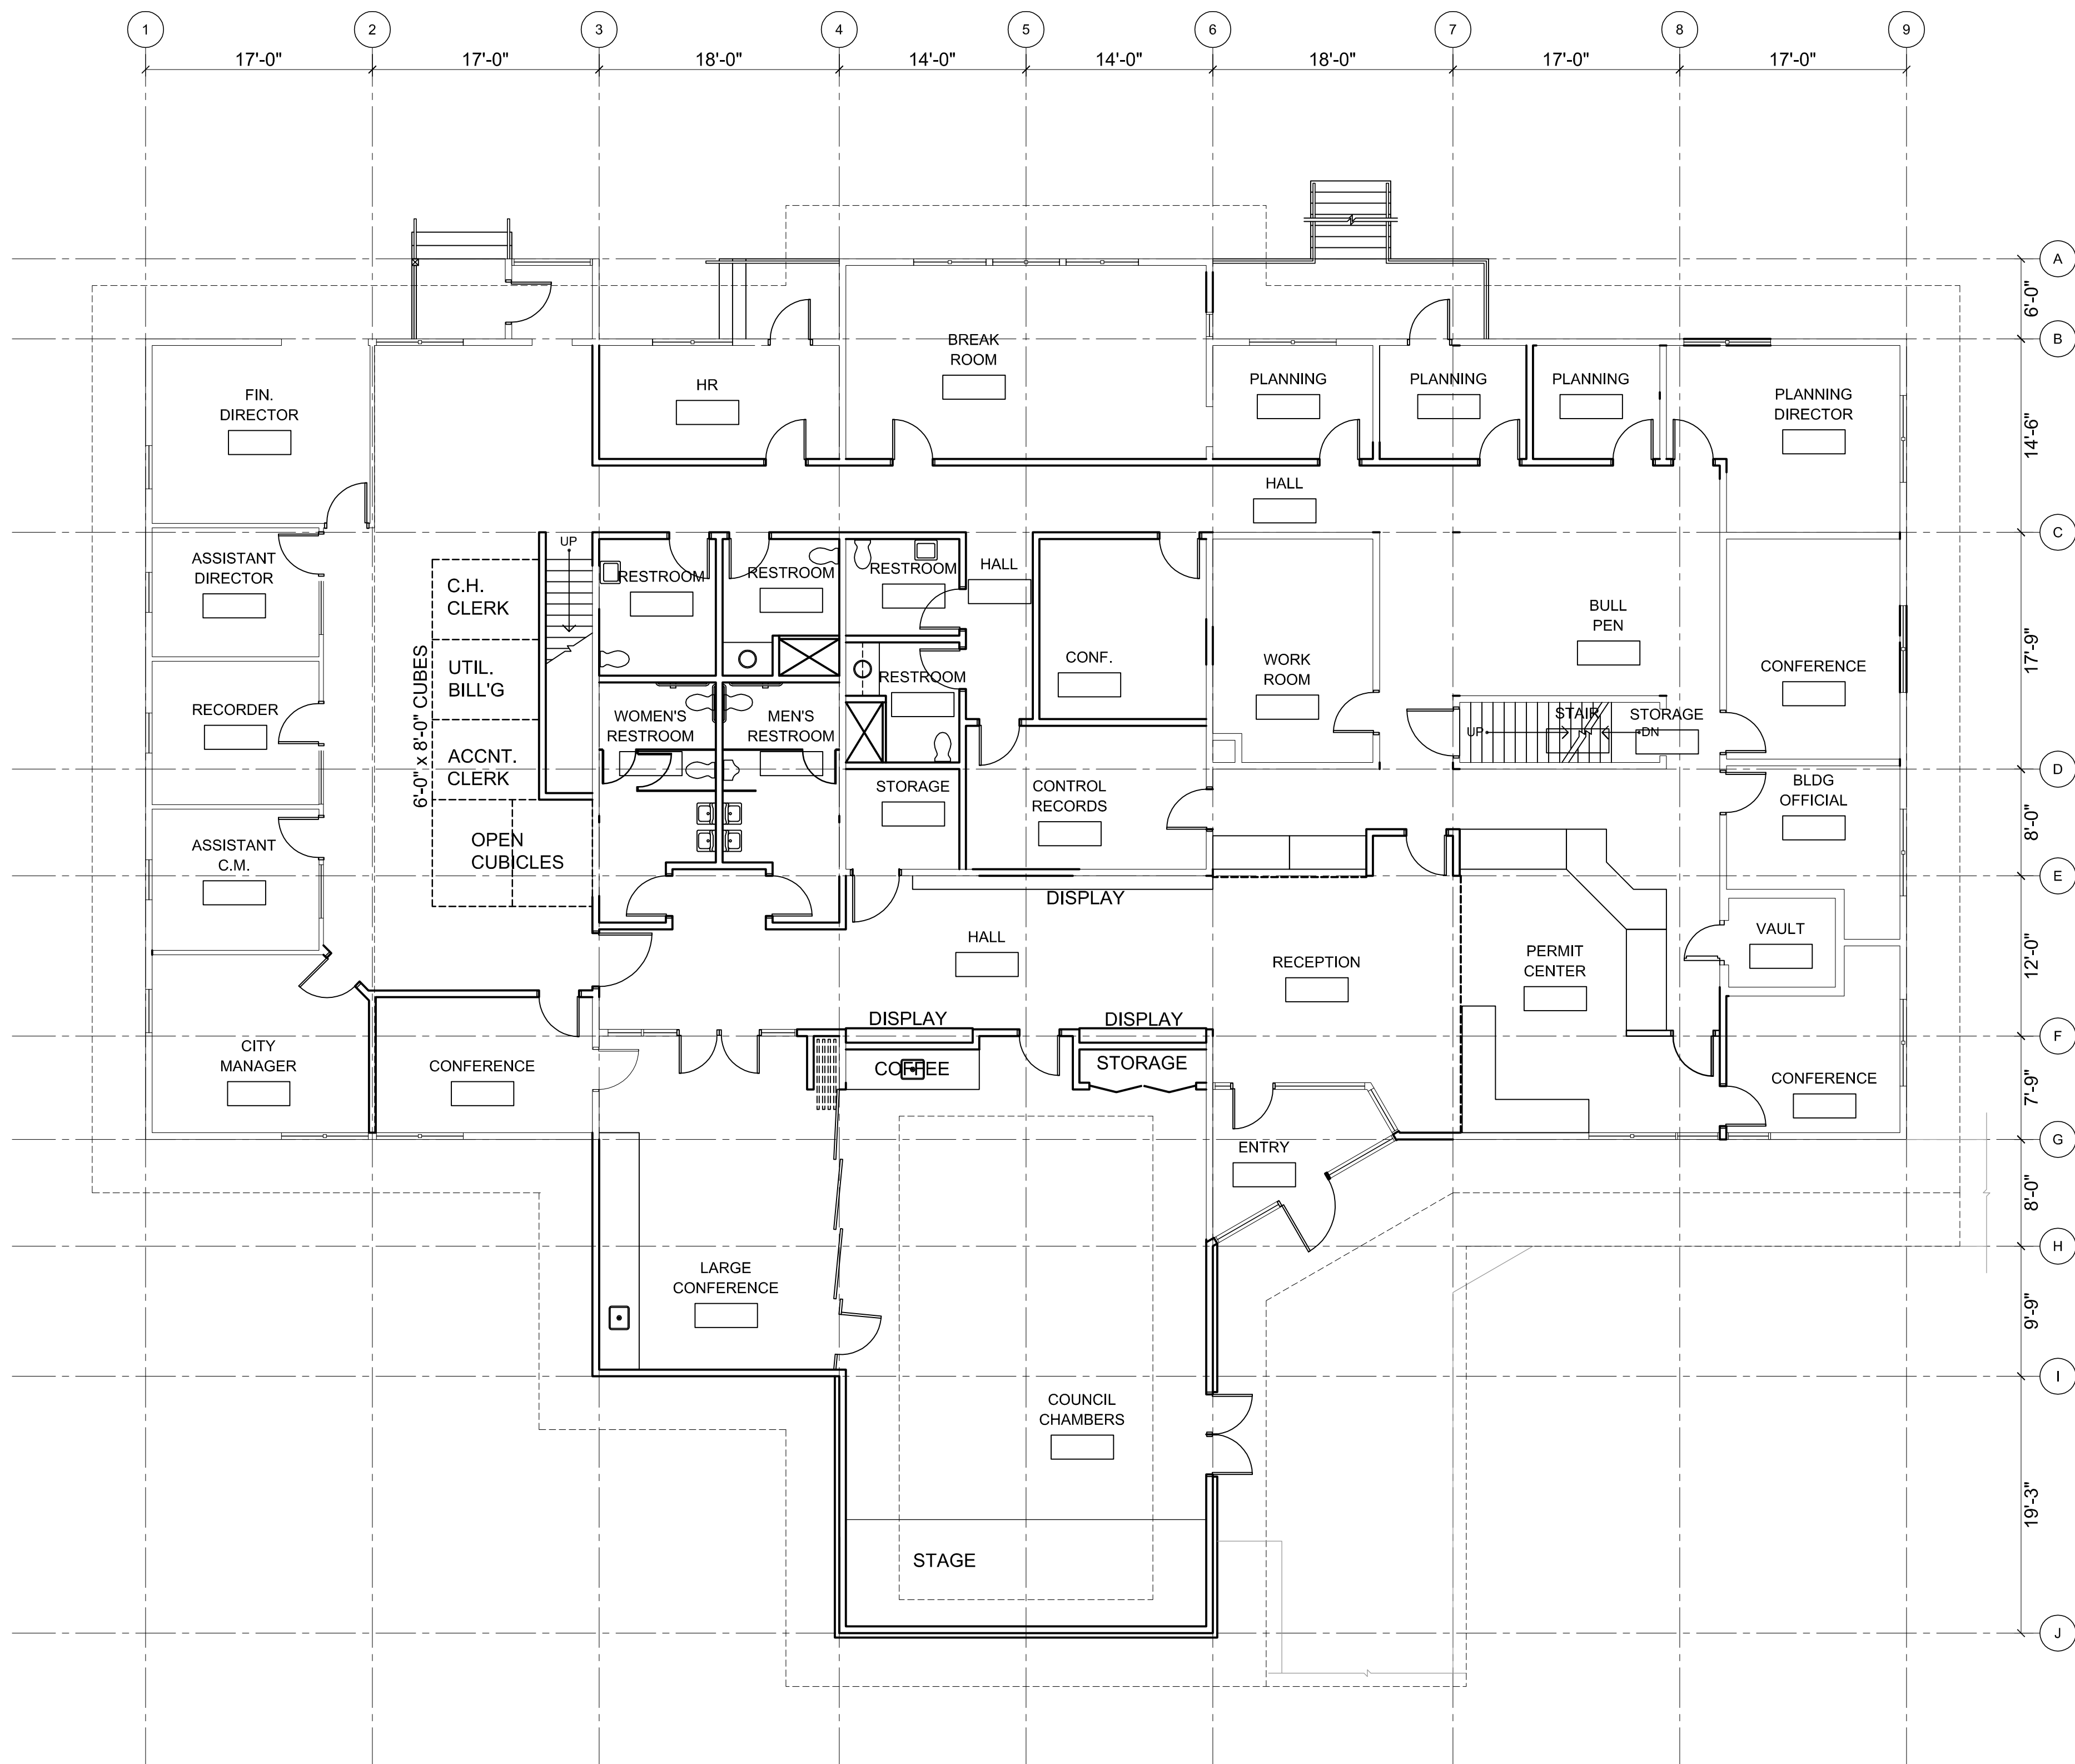 1 2 3 4 5 6 7 8 9
17'-0" 17'-0" 18'-0" 14'-0" 14'-0" 18'-0" 17'-0" 17'-0"
A
6'-0"
B
14'-6"
C
17'-9"
D
8'-0"
E
12'-0"
F
7'-9"
G
8'-0"
H
9'-9"
I
19'-3"
J
FIN.
DIRECTOR
HR
BREAK
ROOM
PLANNING
PLANNING
PLANNING
PLANNING
DIRECTOR
HALL
ASSISTANT
DIRECTOR
C.H.
CLERK
UP
RESTROOM
RESTROOM
RESTROOM
HALL
CONF.
WORK
ROOM
BULL
PEN
CONFERENCE
RECORDER
6'-0" x 8'-0" CUBES
UTIL.
BILL'G
WOMEN'S
RESTROOM
MEN'S
RESTROOM
RESTROOM
STAIR
UP
DN
STORAGE
ACCNT.
CLERK
STORAGE
CONTROL
RECORDS
BLDG
OFFICIAL
ASSISTANT
C.M.
OPEN
CUBICLES
DISPLAY
HALL
RECEPTION
PERMIT
CENTER
VAULT
DISPLAY
DISPLAY
CITY
MANAGER
CONFERENCE
COFFEE
STORAGE
CONFERENCE
ENTRY
LARGE
CONFERENCE
COUNCIL
CHAMBERS
STAGE